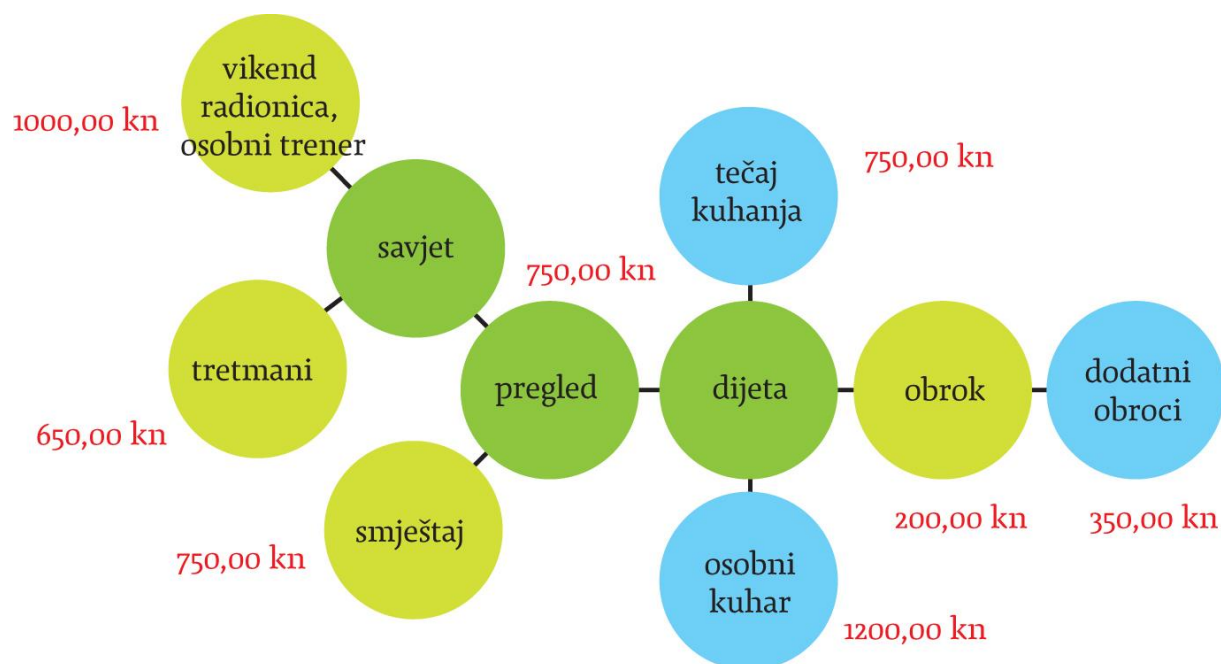 vikend
radionica,
osobni trener
1000,00 kn
savjet
tečaj
kuhanja
750,00 kn
750,00 kn
tretmani
650,00 kn
pregled
dijeta
obrok
dodatni
obroci
smještaj
750,00 kn
200,00 kn
350,00 kn
osobni
kuhar
1200,00 kn